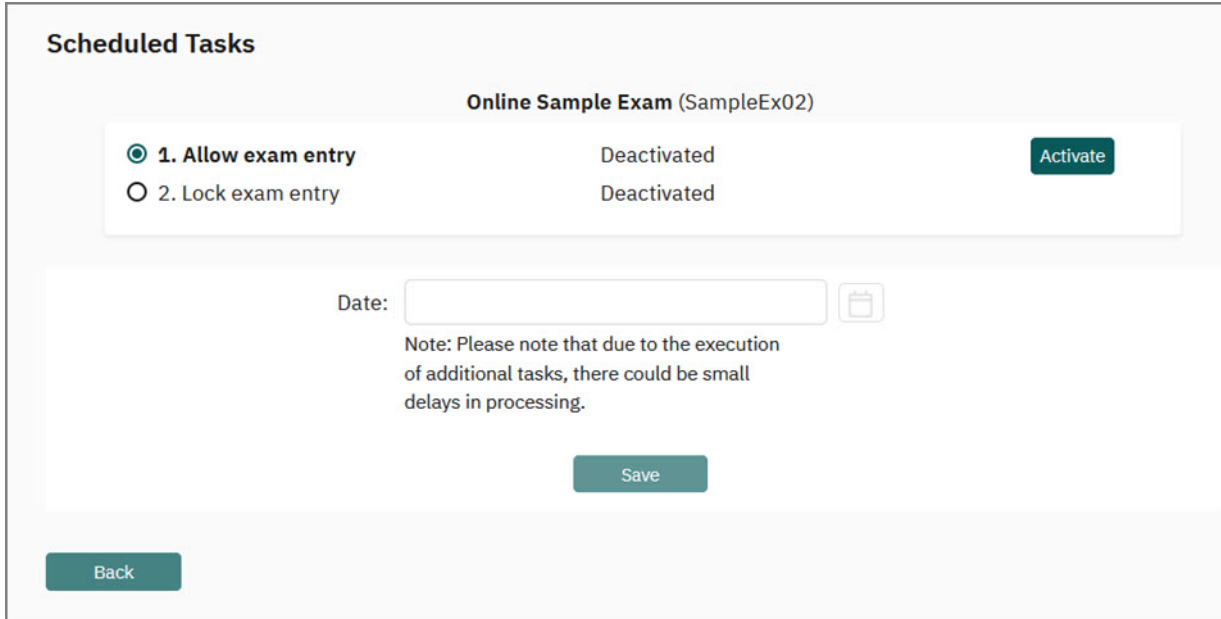 Scheduled Tasks
Online Sample Exam (SampleEx02)
1. Allow exam entry Deactivated Activate
2. Lock exam entry Deactivated
Date:
Note: Please note that due to the execution
of additional tasks, there could be small
delays in processing.
Save
Back